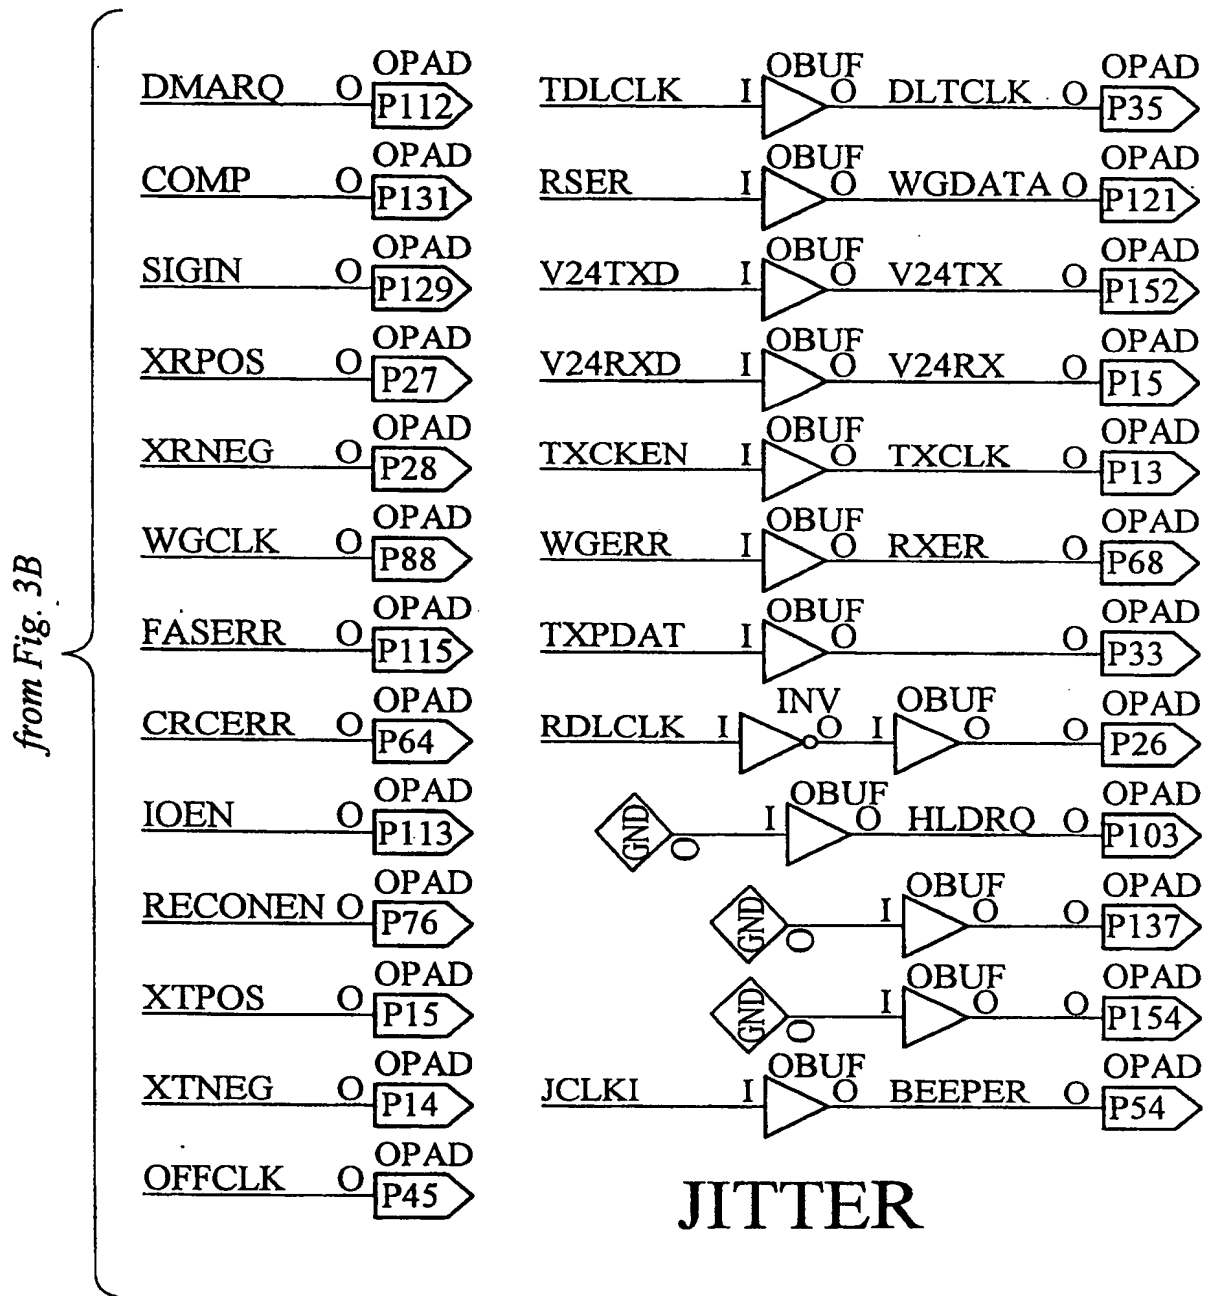 from Fig. 3B
DMARQ O OPAD P112
COMP O OPAD P131
SIGIN O OPAD P129
XRPOS O OPAD P27
XRNEG O OPAD P28
WGCLK O OPAD P88
FASERR O OPAD P115
CRCERR O OPAD P64
IOEN O OPAD P113
RECONEN O OPAD P76
XTPOS O OPAD P15
XTNEG O OPAD P14
OFFCLK O OPAD P45
TDLCLK I OBUF O DLTCLK O OPAD P35
RSER I OBUF O WGDATA O OPAD P121
V24TXD I OBUF O V24TX O OPAD P152
V24RXD I OBUF O V24RX O OPAD P15
TXCKEN I OBUF O TXCLK O OPAD P13
WGERR I OBUF O RXER O OPAD P68
TXPDAT I OBUF O O OPAD P33
RDLCLK I INV O I OBUF O O OPAD P26
GND O I OBUF O HLDRQ O OPAD P103
GND O I OBUF O O OPAD P137
GND O I OBUF O O OPAD P154
JCLKI I OBUF O BEEPER O OPAD P54
JITTER